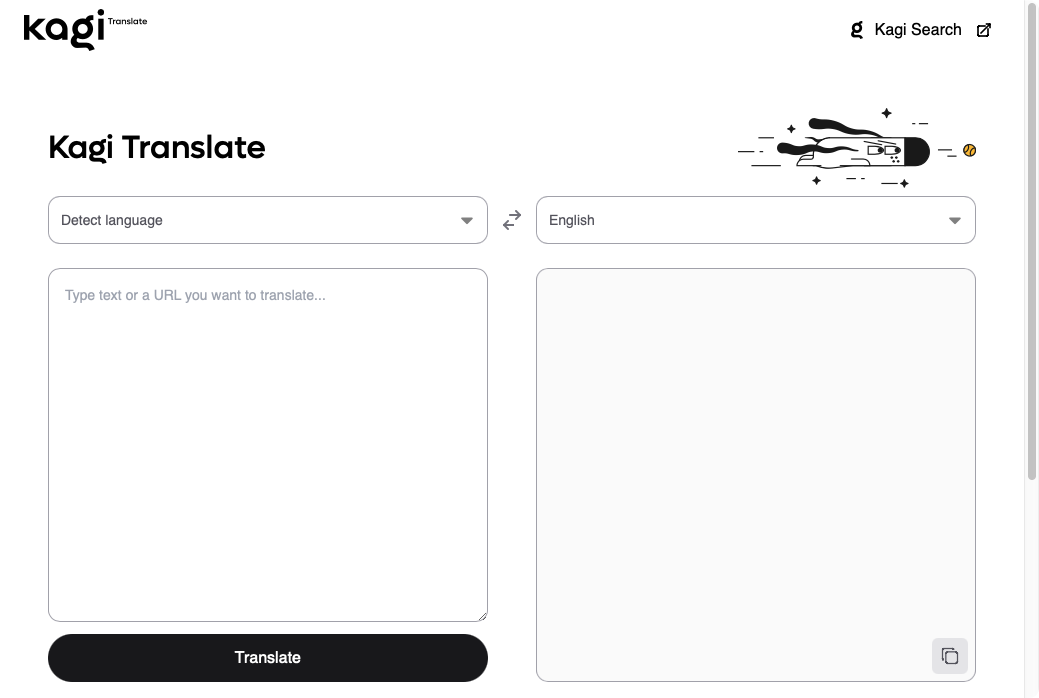 kagi Translate
Kagi Search
Kagi Translate
Detect language
English
Type text or a URL you want to translate...
Translate